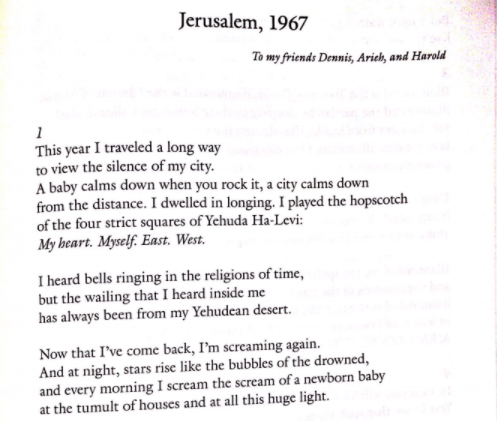 Jerusalem, 1967
To my friends Dennis, Arieh, and Harold
1
This year I traveled a long way
to view the silence of my city.
A baby calms down when you rock it, a city calms down
from the distance. I dwelled in longing. I played the hopscotch
of the four strict squares of Yehuda Ha-Levi:
My heart. Myself. East. West.
I heard bells ringing in the religions of time,
but the wailing that I heard inside me
has always been from my Yehudean desert.
Now that I've come back, I'm screaming again.
And at night, stars rise like the bubbles of the drowned,
and every morning I scream the scream of a newborn baby
at the tumult of houses and at all this huge light.